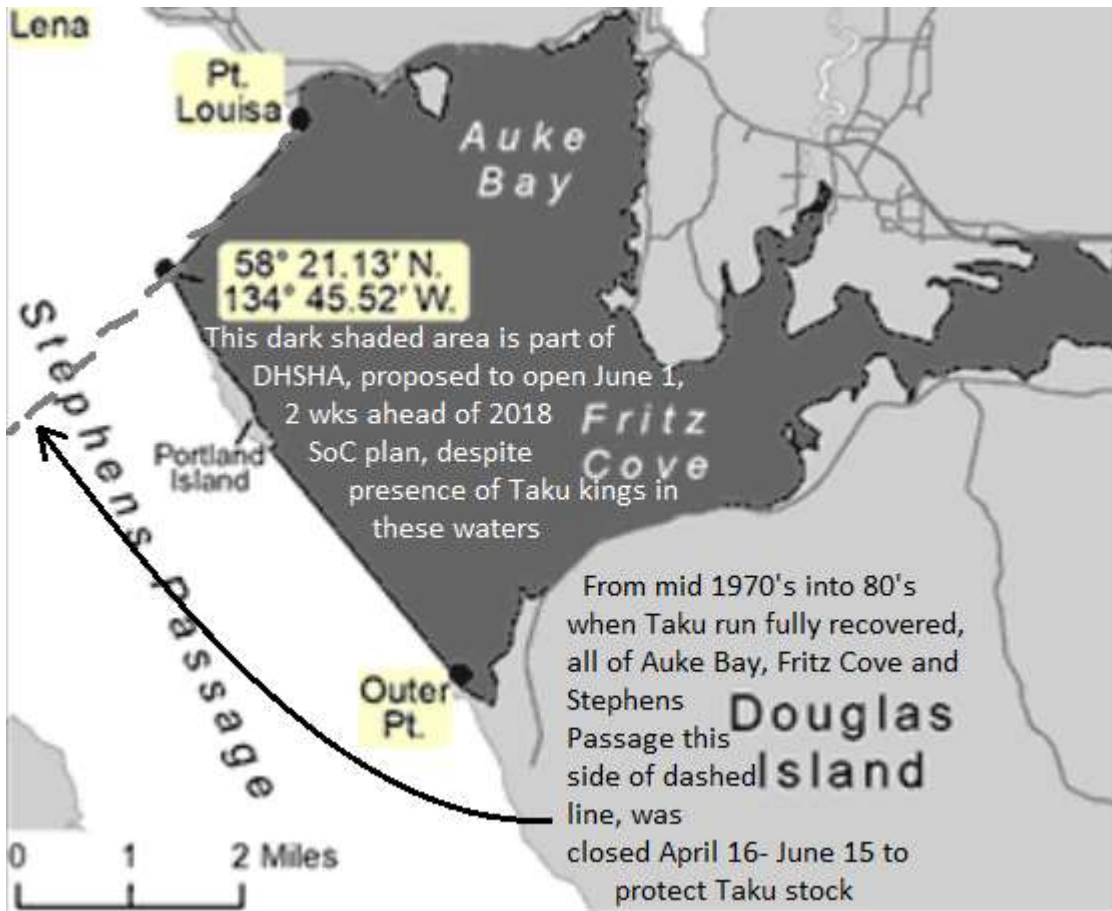 Lena
Pt.
Louisa
Auke
Bay
58° 21.13' N.
134° 45.52' W.
This dark shaded area is part of
DHSHA, proposed to open June 1,
2 wks ahead of 2018
SoC plan, despite
presence of Taku kings in
these waters
Fritz
Cove
Portland
Island
Stephens Passage
Outer
Pt.
From mid 1970's into 80's
when Taku run fully recovered,
all of Auke Bay, Fritz Cove and
Stephens
Passage this
side of dashed
line, was
closed April 16- June 15 to
protect Taku stock
Douglas
Island
0 1 2 Miles